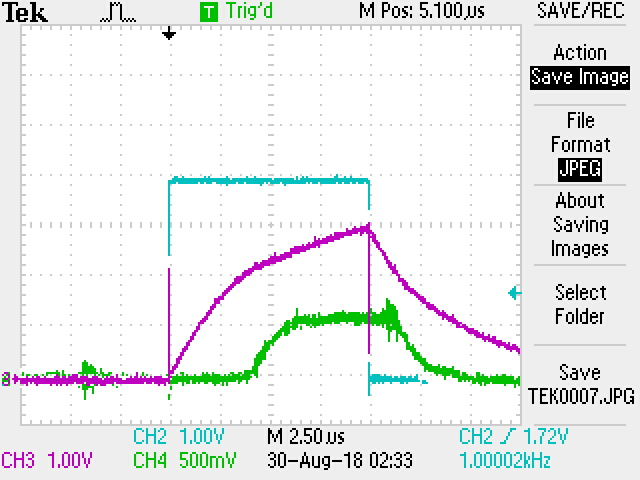 Tek T Trig'd M Pos: 5.100µs SAVE/REC
Action
Save Image
File
Format
JPEG
About
Saving
Images
Select
Folder
Save
TEK0007.JPG
CH2 1.00V M 2.50µs CH2 / 1.72V
CH3 1.00V CH4 500mV 30-Aug-18 02:33 1.00002kHz